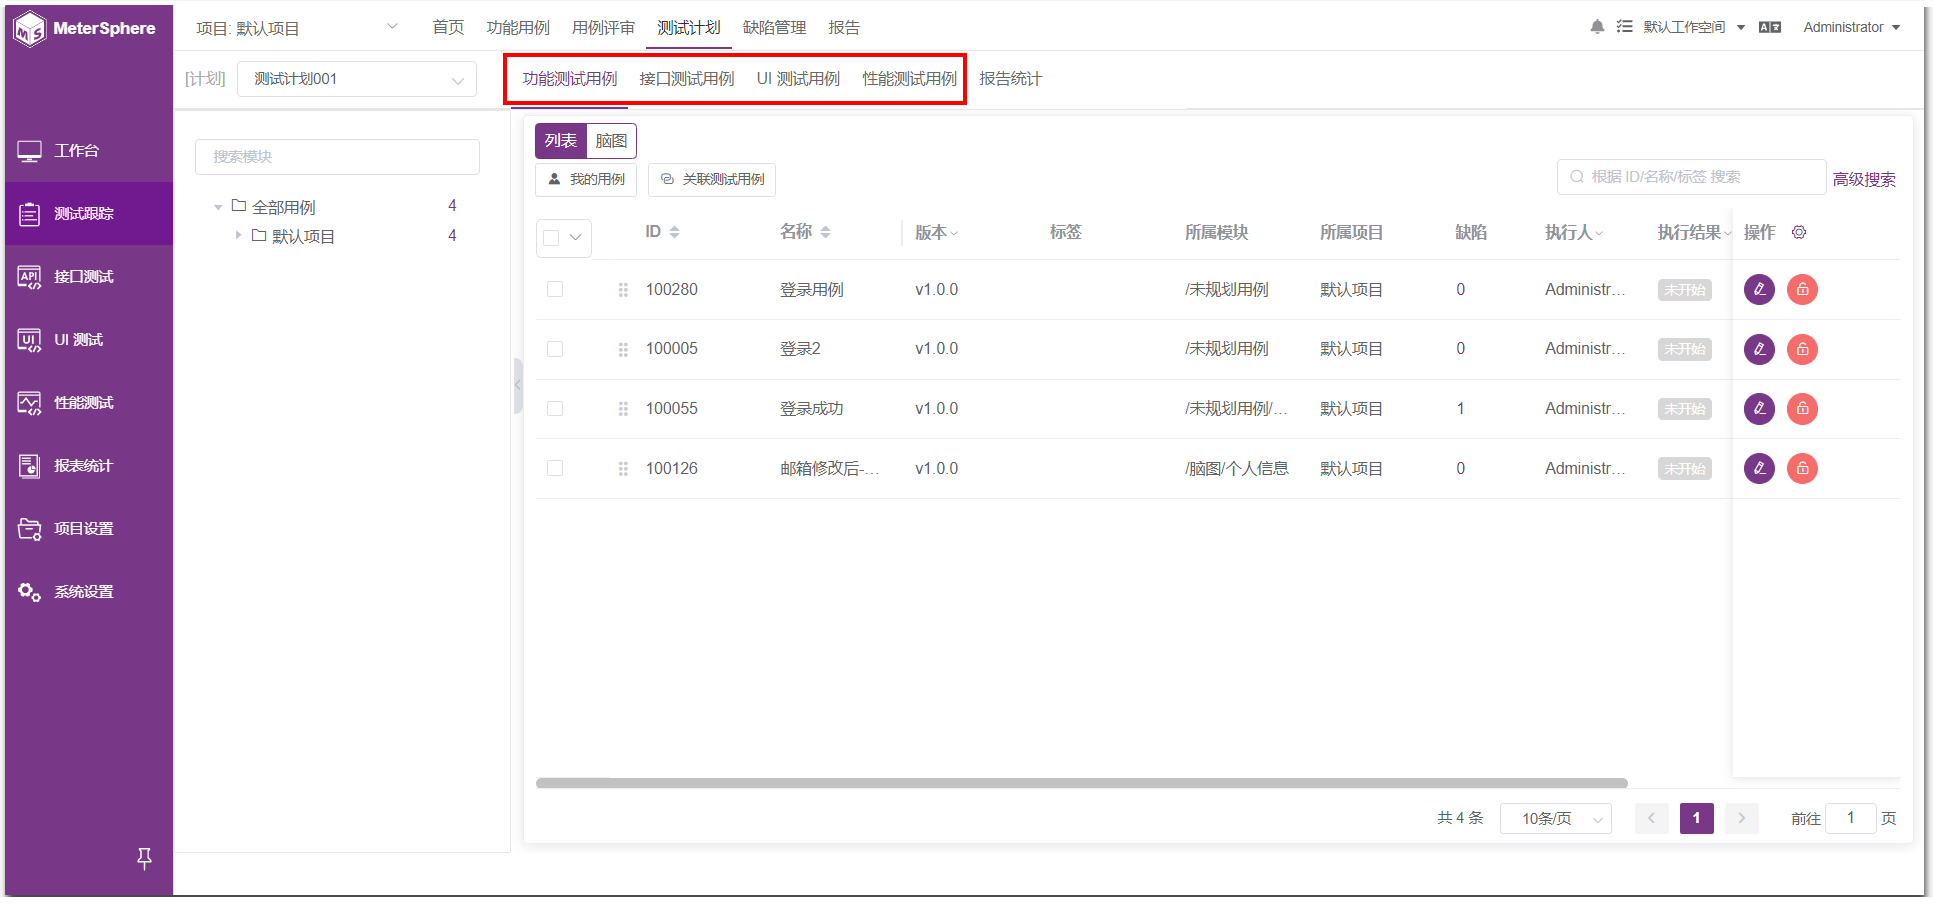 MeterSphere
项目: 默认项目
首页 功能用例 用例评审 测试计划 缺陷管理 报告
默认工作空间
Administrator
[计划] 测试计划001
功能测试用例 接口测试用例 UI 测试用例 性能测试用例 报告统计
工作台
测试跟踪
接口测试
UI 测试
性能测试
报表统计
项目设置
系统设置
搜索模块
全部用例 4
默认项目 4
列表 脑图
我的用例 关联测试用例
根据 ID/名称/标签 搜索 高级搜索
ID 名称 版本 标签 所属模块 所属项目 缺陷 执行人 执行结果 操作
100280 登录用例 v1.0.0 /未规划用例 默认项目 0 Administr... 未开始
100005 登录2 v1.0.0 /未规划用例 默认项目 0 Administr... 未开始
100055 登录成功 v1.0.0 /未规划用例/... 默认项目 1 Administr... 未开始
100126 邮箱修改后-... v1.0.0 /脑图/个人信息 默认项目 0 Administr... 未开始
共 4 条 10条/页 1 前往 1 页